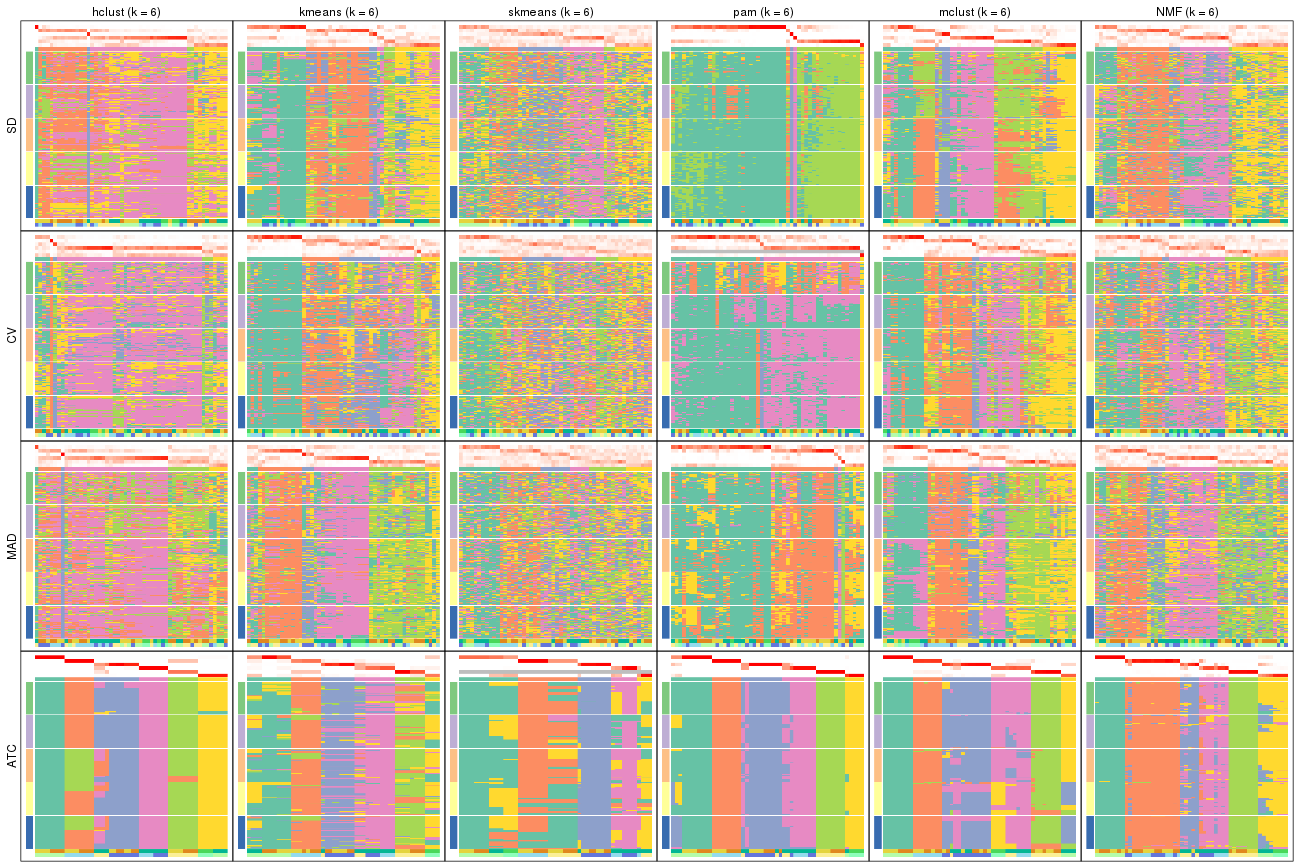 hclust (k = 6) kmeans (k = 6) skmeans (k = 6) pam (k = 6) mclust (k = 6) NMF (k = 6)
SD
CV
MAD
ATC